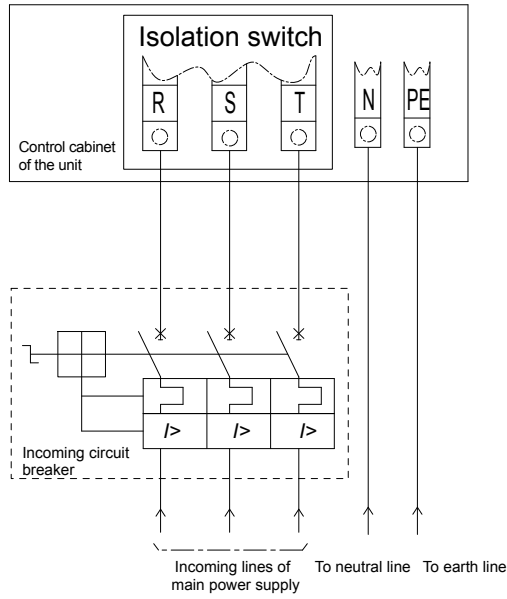 Isolation switch
R S T N PE
Control cabinet
of the unit
I> I> I>
Incoming circuit
breaker
Incoming lines of
main power supply
To neutral line
To earth line